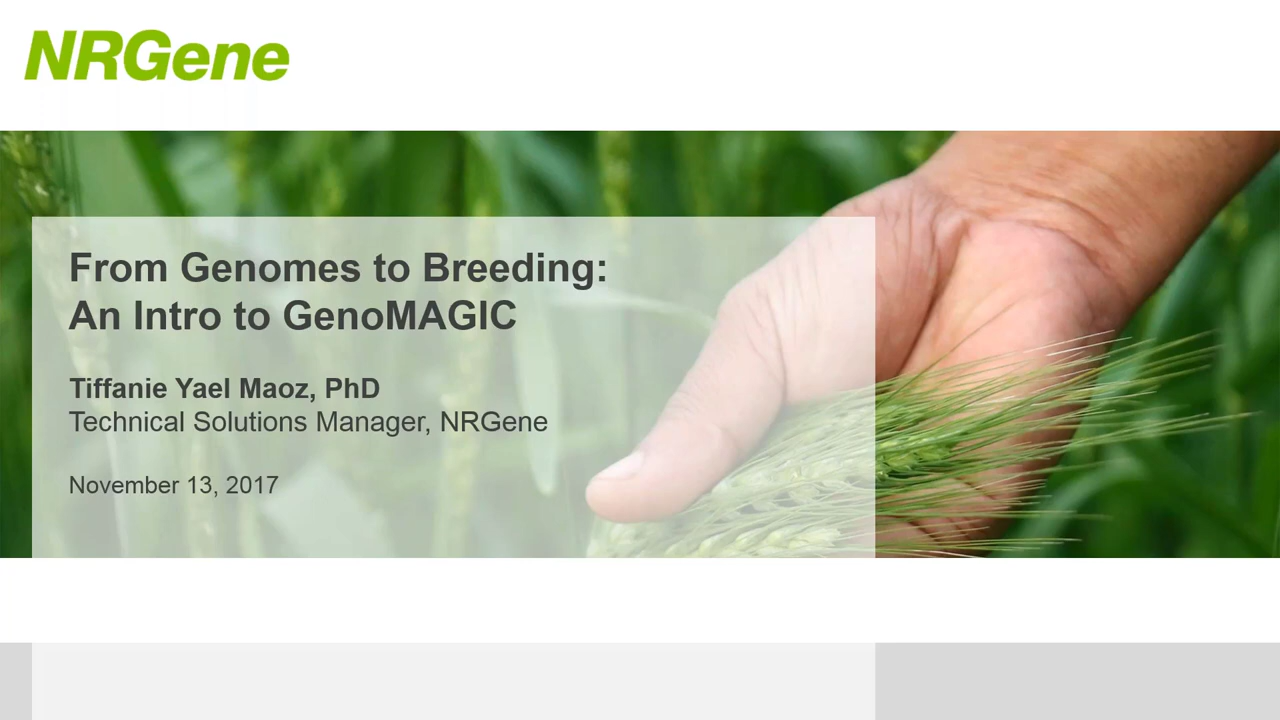 NRGene
From Genomes to Breeding:
An Intro to GenoMAGIC
Tiffanie Yael Maoz, PhD
Technical Solutions Manager, NRGene
November 13, 2017